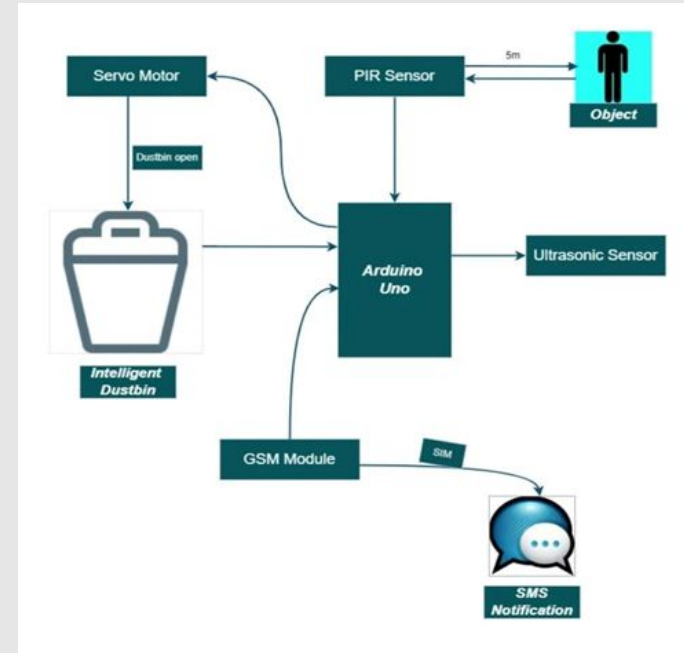 Servo Motor
PIR Sensor
5m
Object
Dustbin open
Arduino
Uno
Ultrasonic Sensor
Intelligent
Dustbin
GSM Module
SIM
SMS
Notification